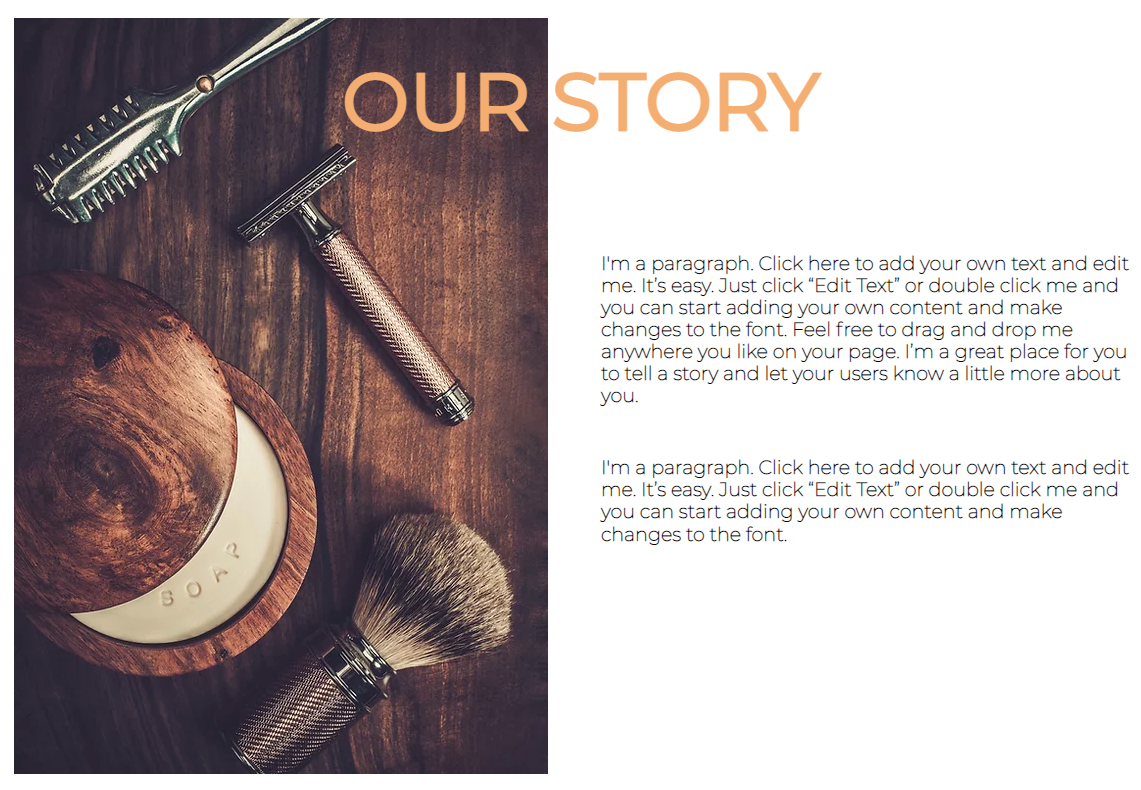 OUR STORY
I'm a paragraph. Click here to add your own text and edit
me. It’s easy. Just click “Edit Text” or double click me and
you can start adding your own content and make
changes to the font. Feel free to drag and drop me
anywhere you like on your page. I’m a great place for you
to tell a story and let your users know a little more about
you.
I'm a paragraph. Click here to add your own text and edit
me. It’s easy. Just click “Edit Text” or double click me and
you can start adding your own content and make
changes to the font.
SOAP